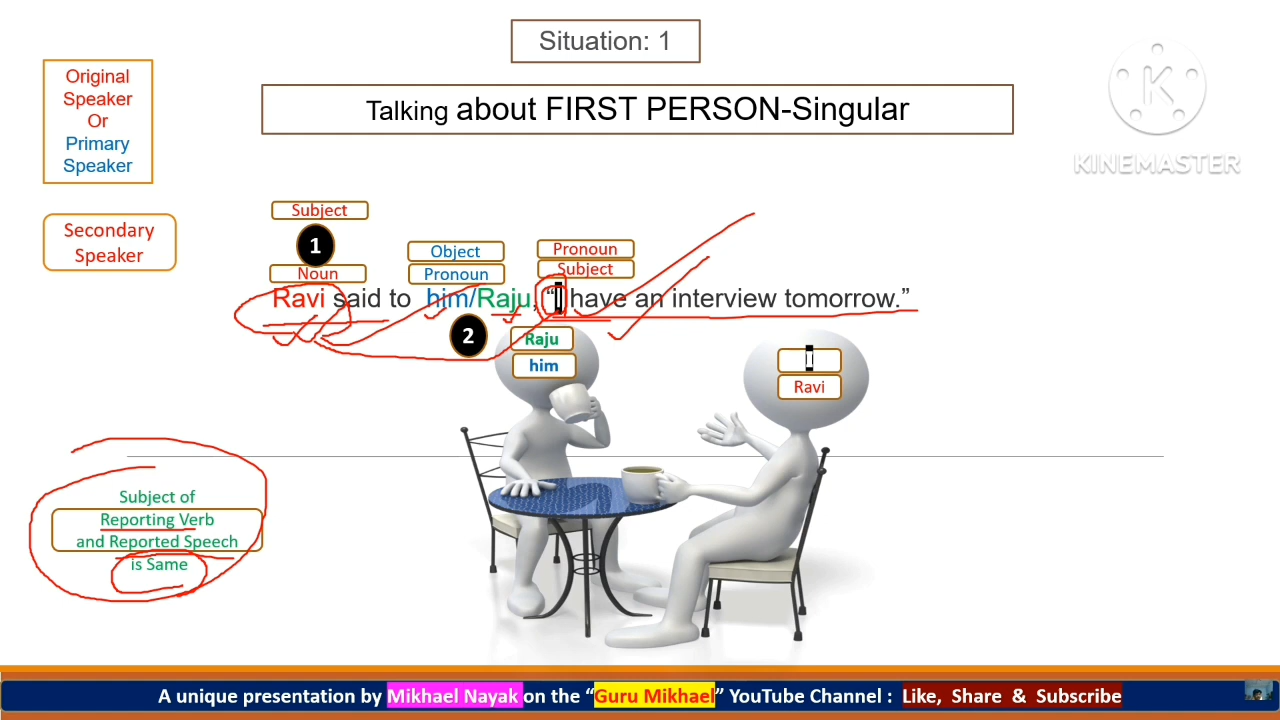 Situation: 1
Original
Speaker
Or
Primary
Speaker
Talking about FIRST PERSON-Singular
K
KINEMASTER
Secondary
Speaker
Subject
1
Noun
Object
Pronoun
Pronoun
Subject
Ravi said to him/Raju, “I have an interview tomorrow.”
2
Raju
him
I
Ravi
Subject of
Reporting Verb
and Reported Speech
is Same
A unique presentation by Mikhael Nayak on the “Guru Mikhael” YouTube Channel : Like, Share & Subscribe